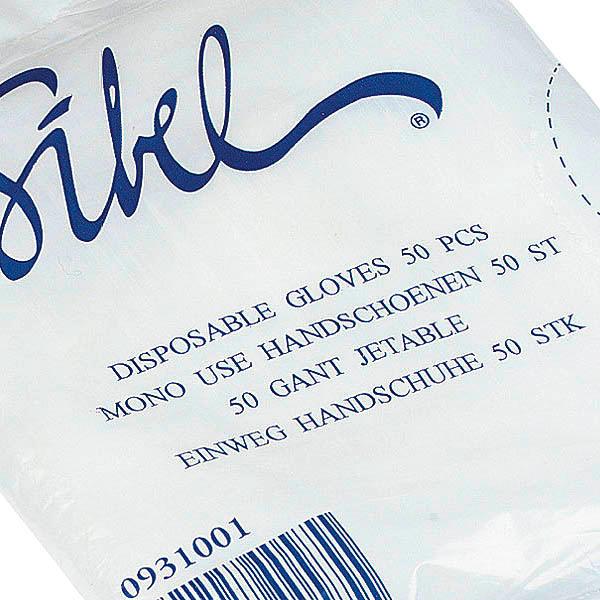 Sibel®
DISPOSABLE GLOVES 50 PCS
MONO USE HANDSCHOENEN 50 ST
50 GANT JETABLE
EINWEG HANDSCHUHE 50 STK
0931001